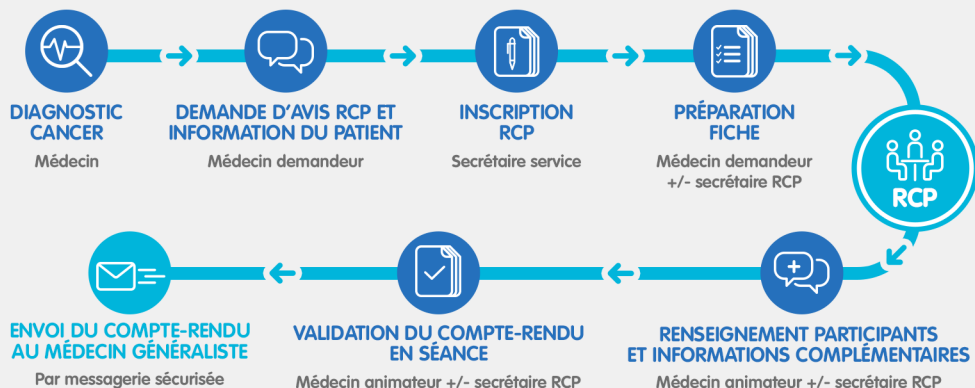 DIAGNOSTIC
CANCER
Médecin
DEMANDE D'AVIS RCP ET
INFORMATION DU PATIENT
Médecin demandeur
INSCRIPTION
RCP
Secrétaire service
PRÉPARATION
FICHE
Médecin demandeur
+/- secrétaire RCP
RCP
RENSEIGNEMENT PARTICIPANTS
ET INFORMATIONS COMPLÉMENTAIRES
Médecin animateur +/- secrétaire RCP
VALIDATION DU COMPTE-RENDU
EN SÉANCE
Médecin animateur +/- secrétaire RCP
ENVOI DU COMPTE-RENDU
AU MÉDECIN GÉNÉRALISTE
Par messagerie sécurisée